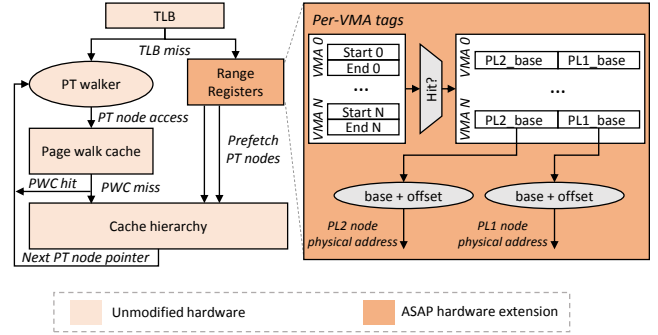 TLB
TLB miss
PT walker
Range
Registers
PT node access
Prefetch
PT nodes
Page walk cache
PWC hit
PWC miss
Cache hierarchy
Next PT node pointer
Per-VMA tags
VMA 0
Start 0
End 0
...
VMA N
Start N
End N
Hit?
VMA 0
PL2_base
PL1_base
...
VMA N
PL2_base
PL1_base
base + offset
base + offset
PL2 node
physical address
PL1 node
physical address
Unmodified hardware
ASAP hardware extension